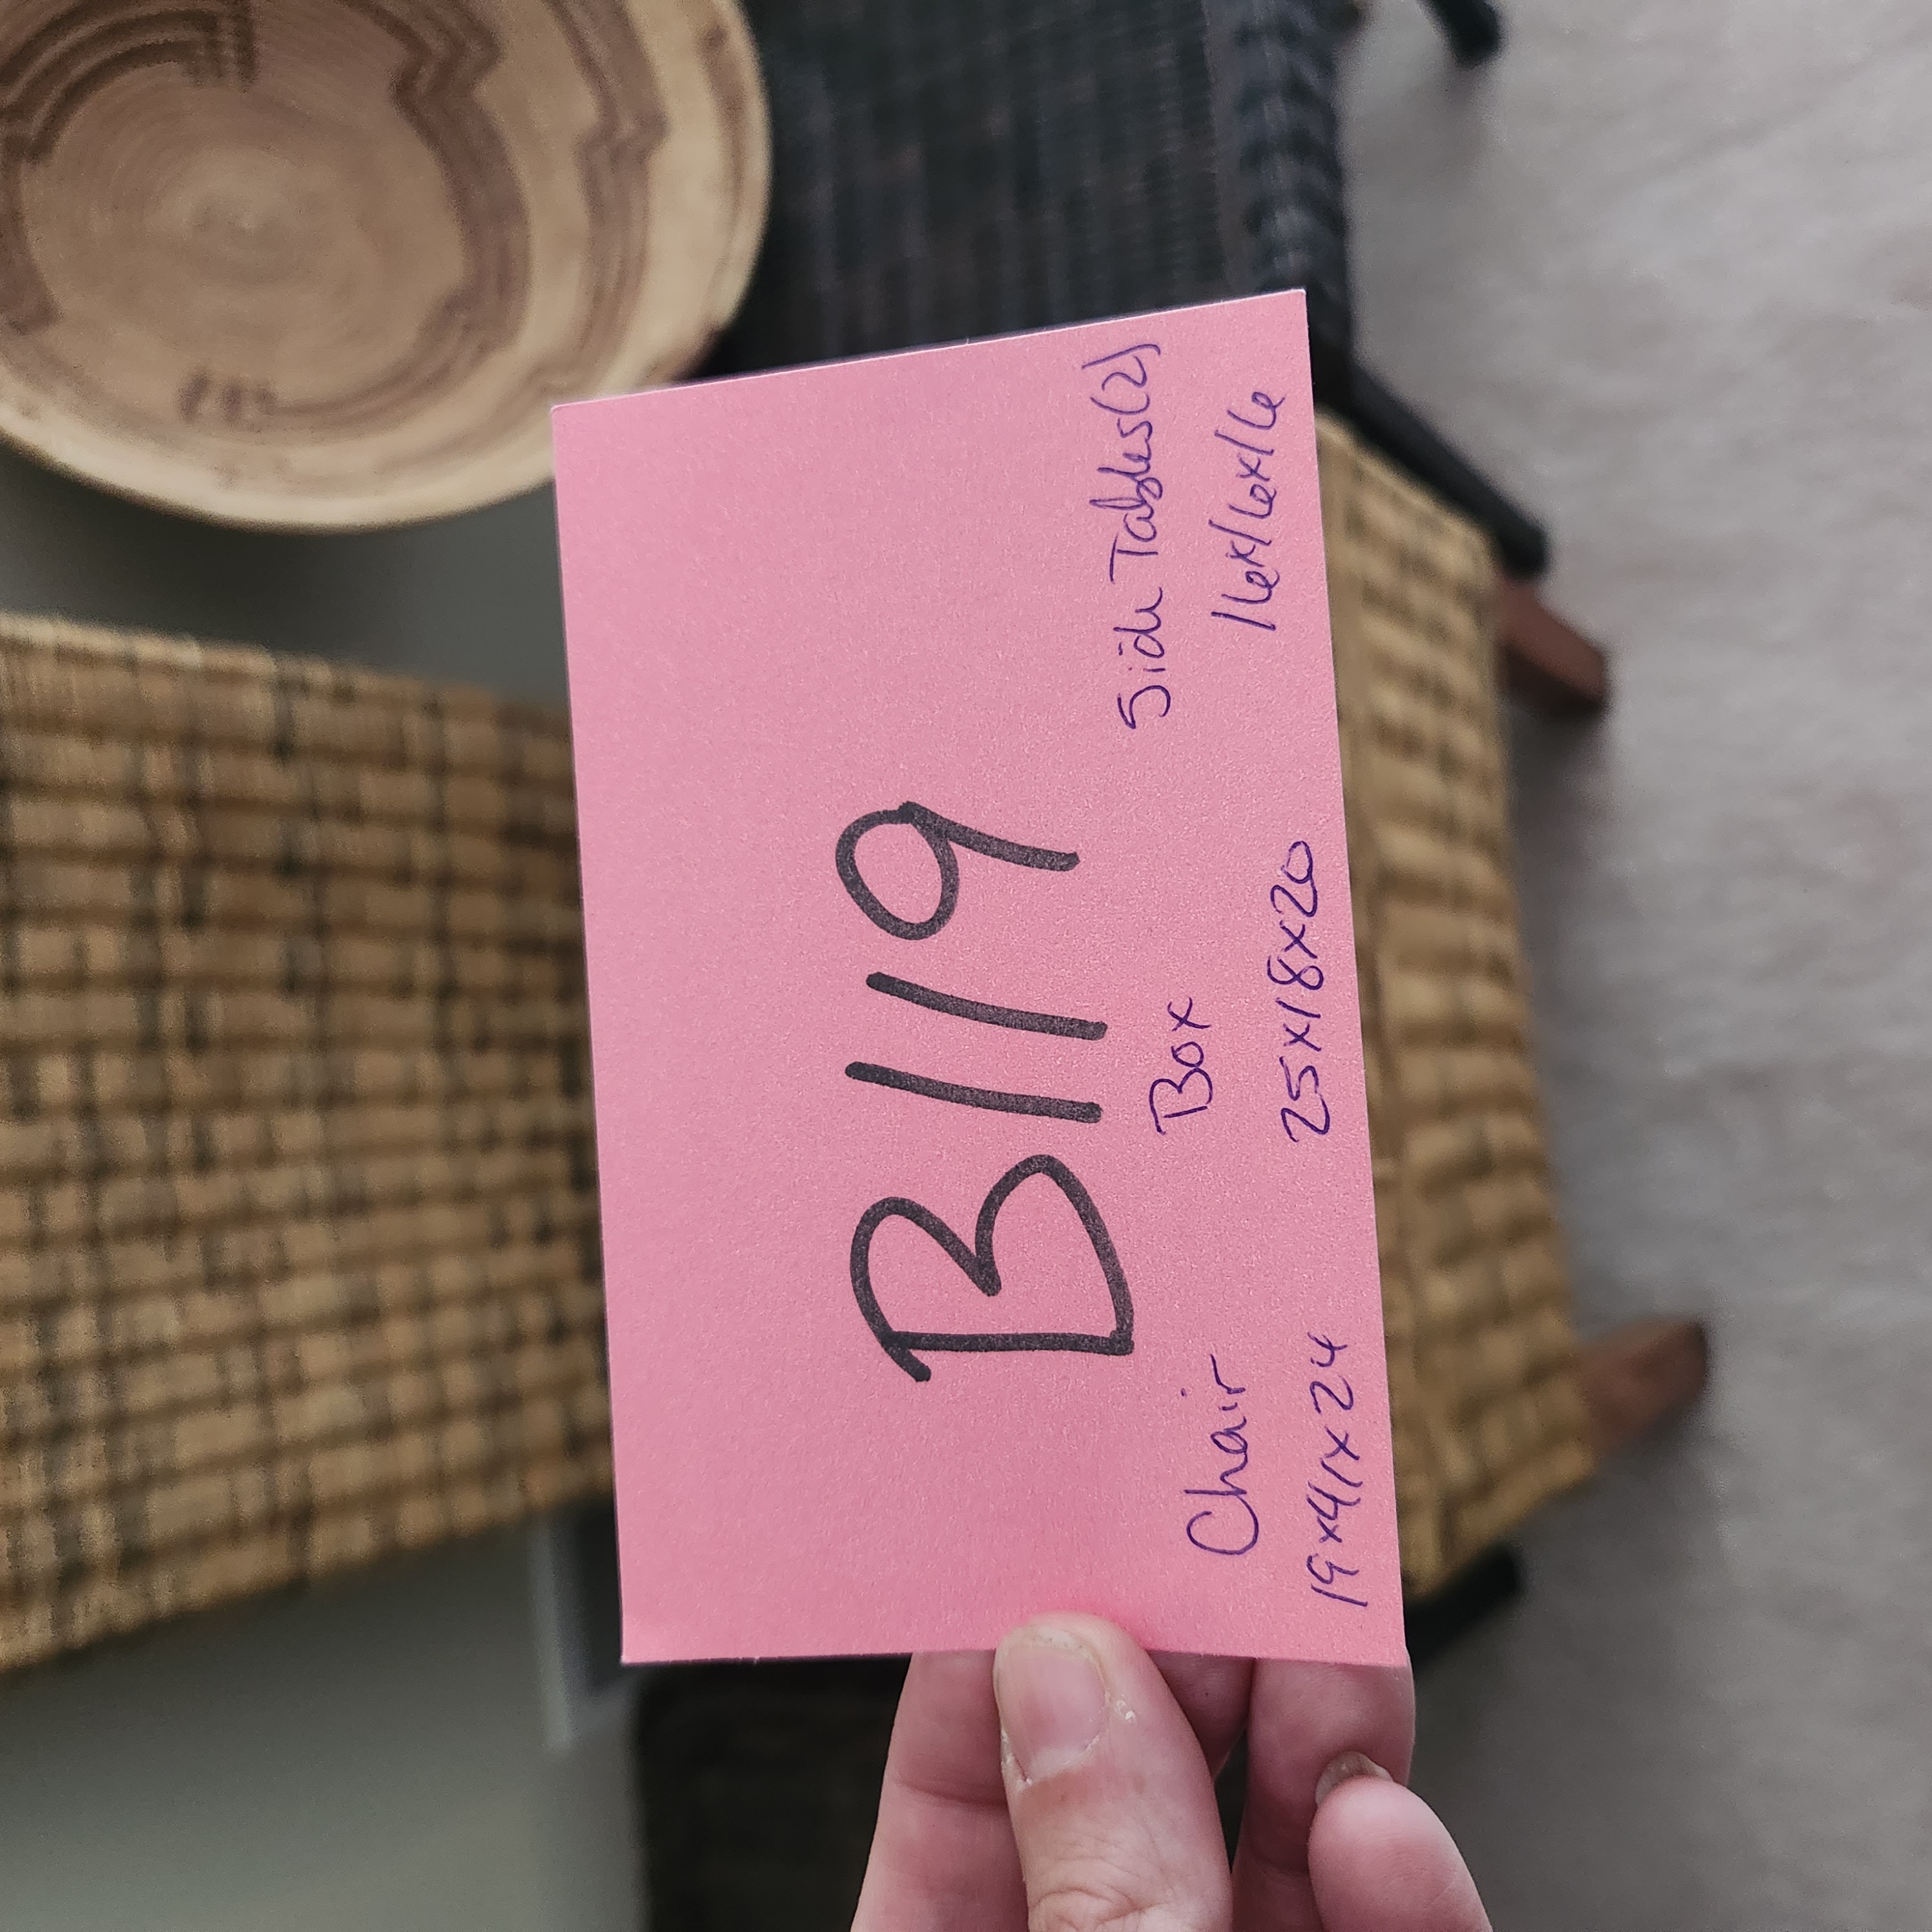 B119
Chair
19x41x24
Box
25x18x20
Side Tables(2)
16x16x16